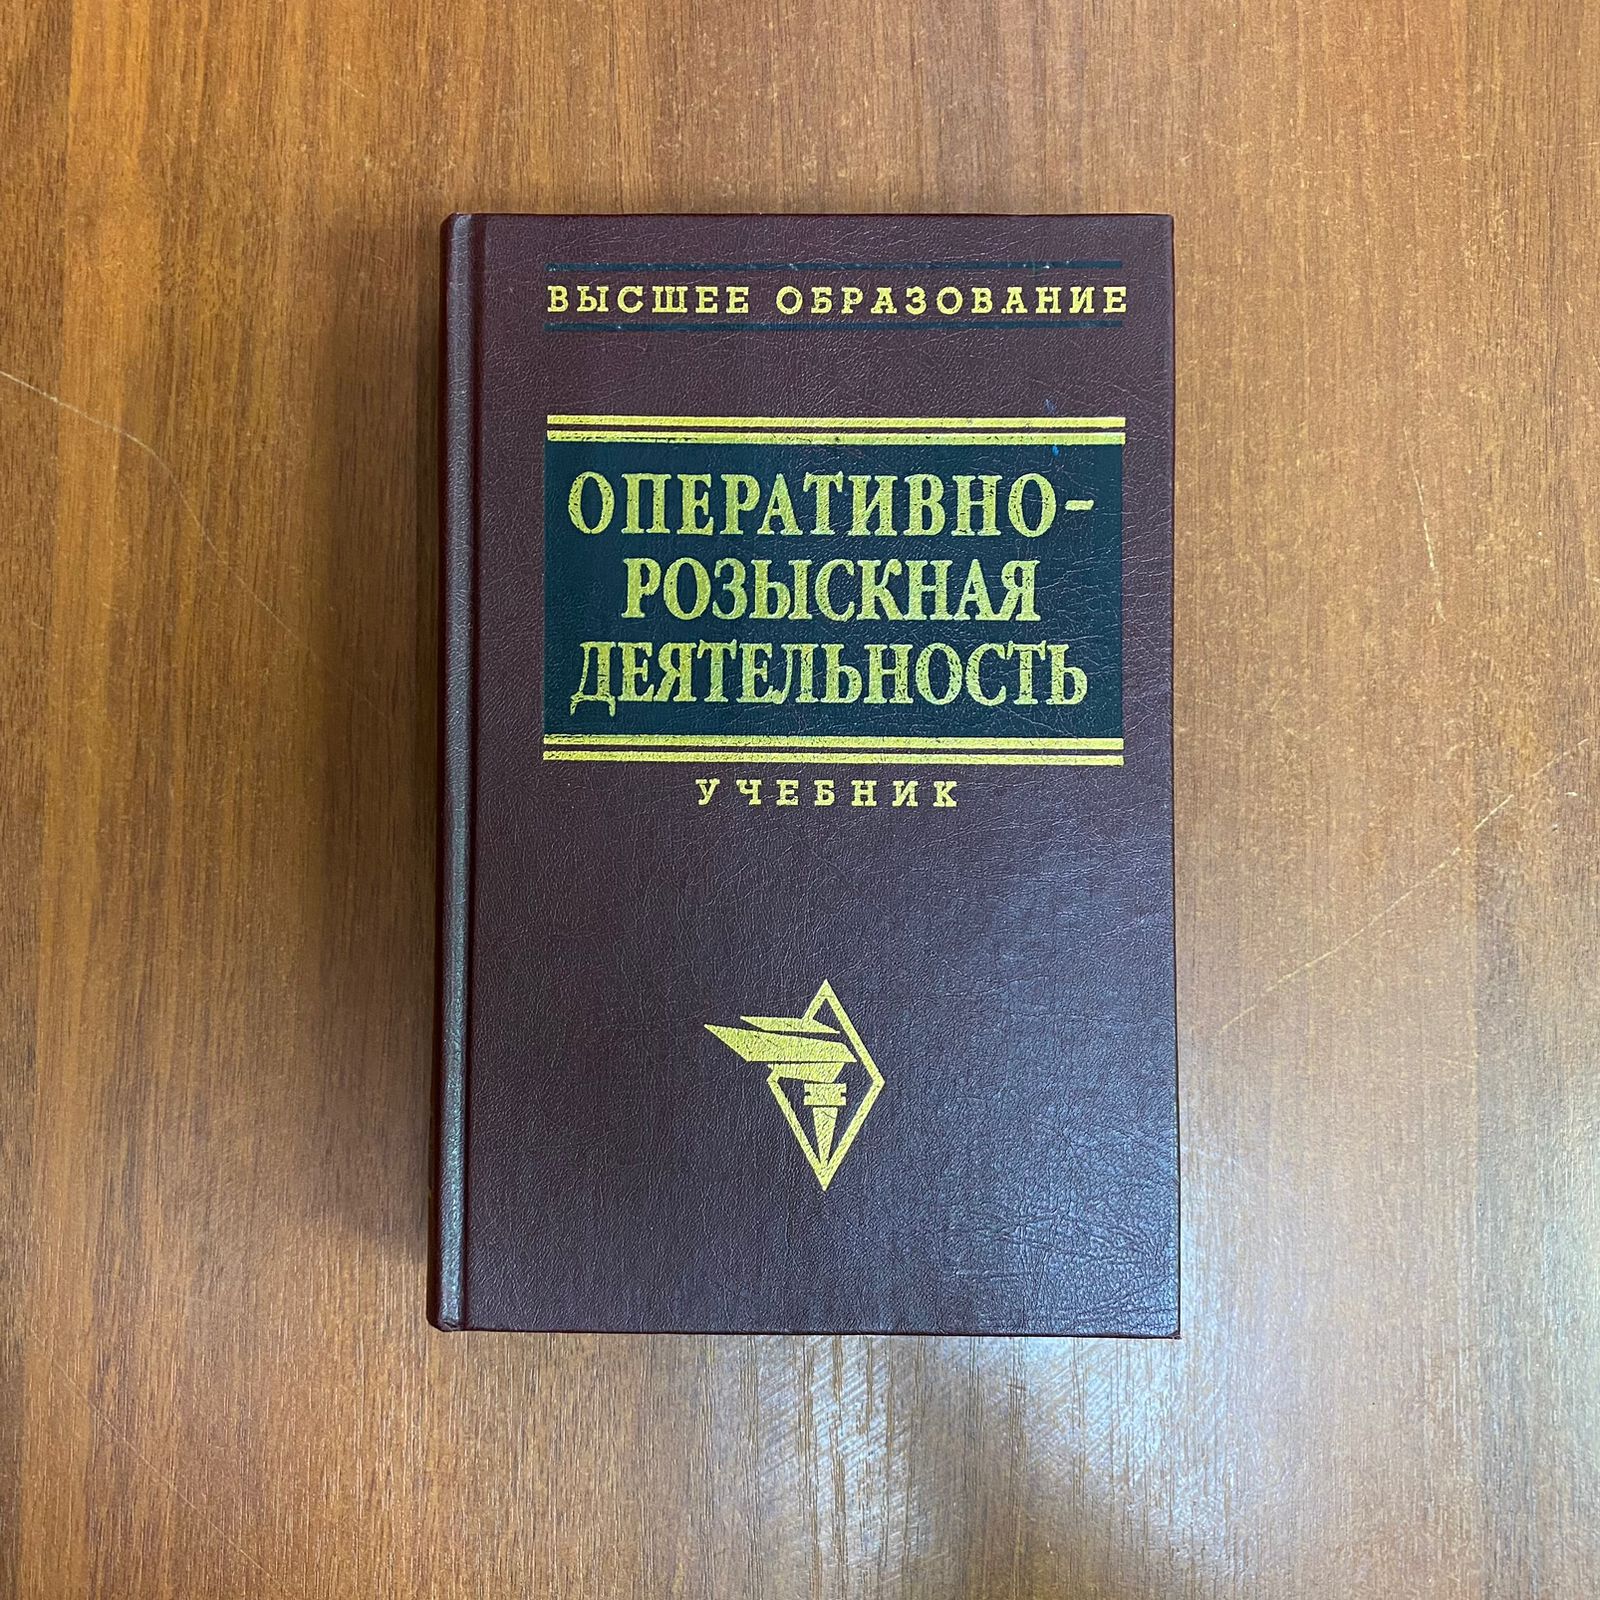 ВЫСШЕЕ ОБРАЗОВАНИЕ
ОПЕРАТИВНО-
РОЗЫСКНАЯ
ДЕЯТЕЛЬНОСТЬ
УЧЕБНИК